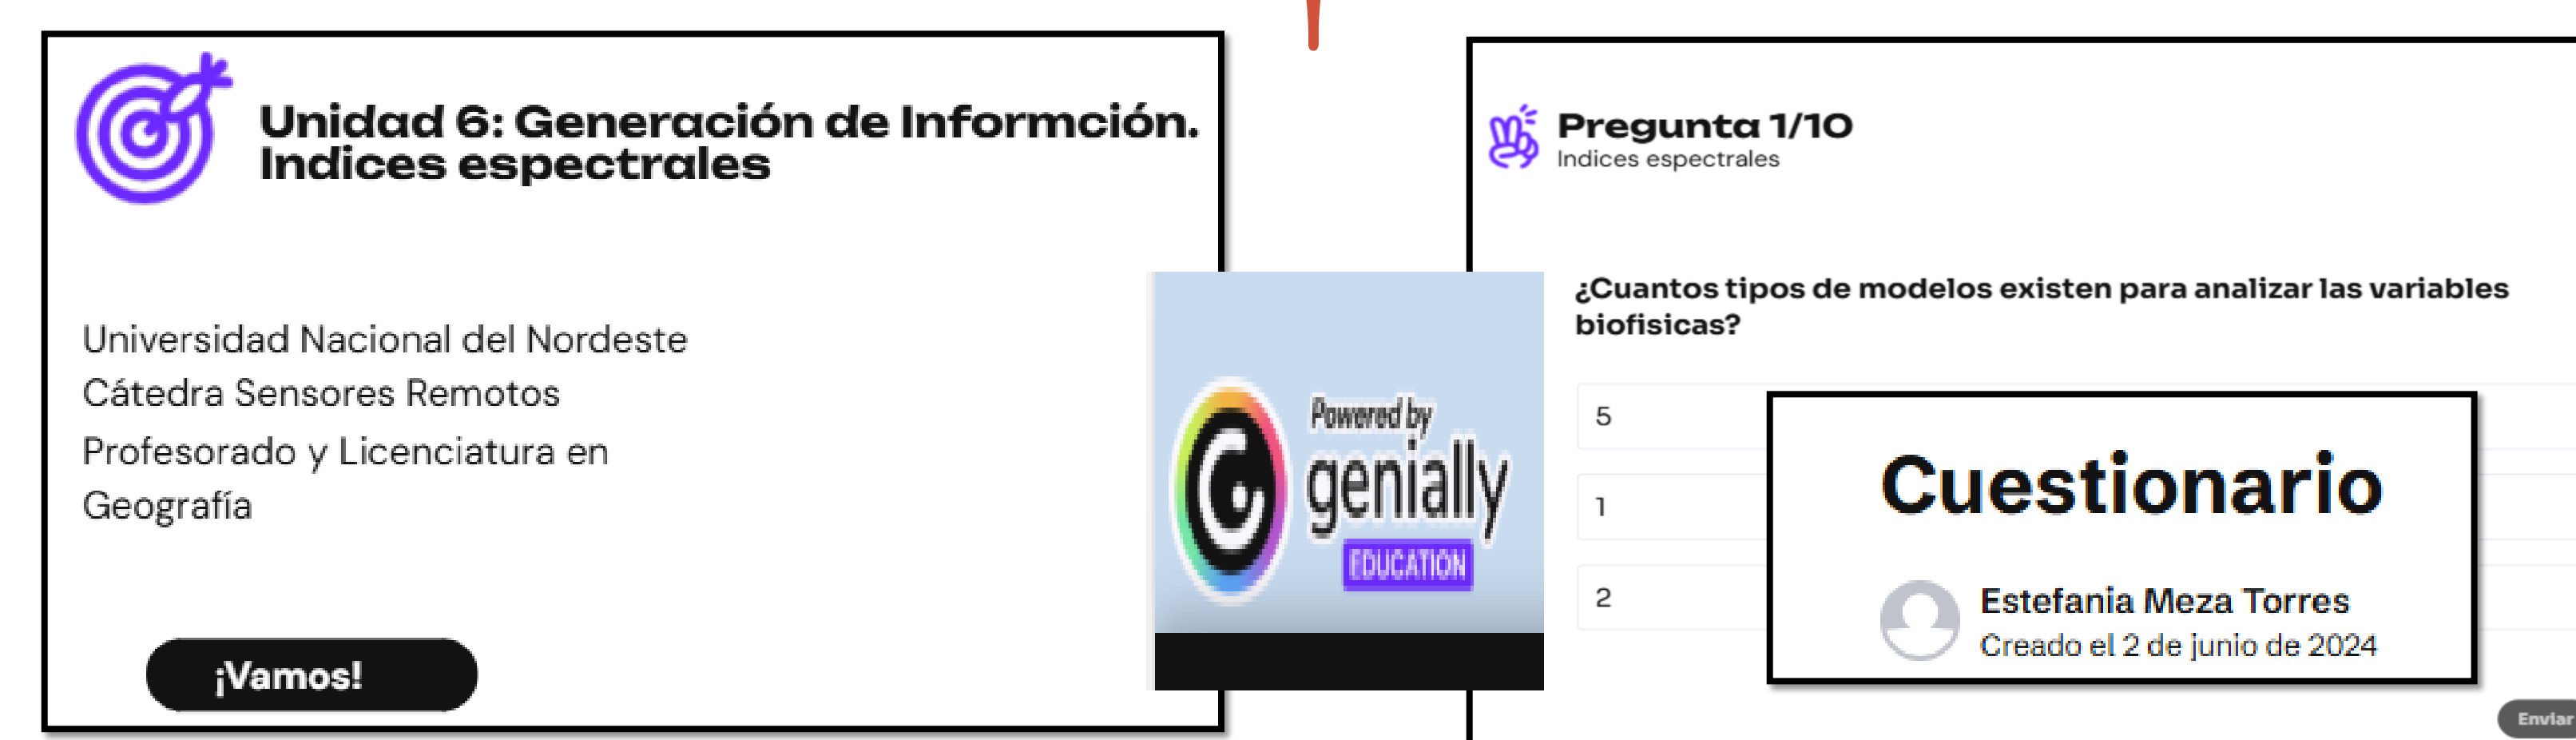 Unidad 6: Generación de Informción.
Indices espectrales
Universidad Nacional del Nordeste
Cátedra Sensores Remotos
Profesorado y Licenciatura en
Geografía
¡Vamos!
Powered by
genially
EDUCATION
Pregunta 1/10
Indices espectrales
¿Cuantos tipos de modelos existen para analizar las variables
biofisicas?
5
1
2
Cuestionario
Estefania Meza Torres
Creado el 2 de junio de 2024
Enviar